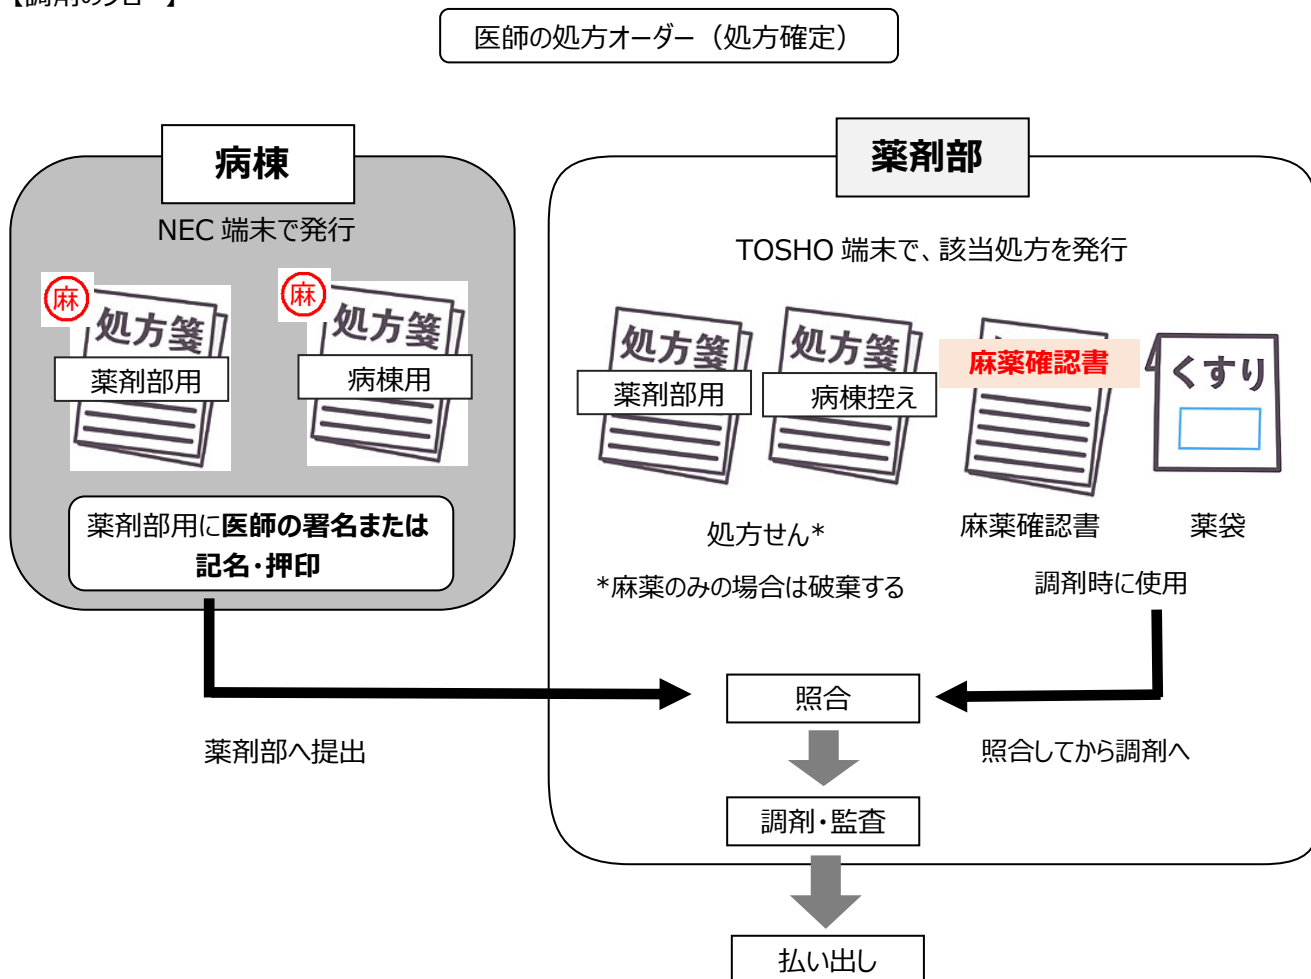 【調剤のフロー】
医師の処方オーダー（処方確定）
病棟
NEC 端末で発行
麻
処方箋
薬剤部用
麻
処方箋
病棟用
薬剤部用に医師の署名または
記名・押印
薬剤部へ提出
薬剤部
TOSHO 端末で、該当処方を発行
処方箋
薬剤部用
処方箋
病棟控え
麻薬確認書
くすり
処方せん*
*麻薬のみの場合は破棄する
麻薬確認書
薬袋
調剤時に使用
照合
照合してから調剤へ
調剤・監査
払い出し